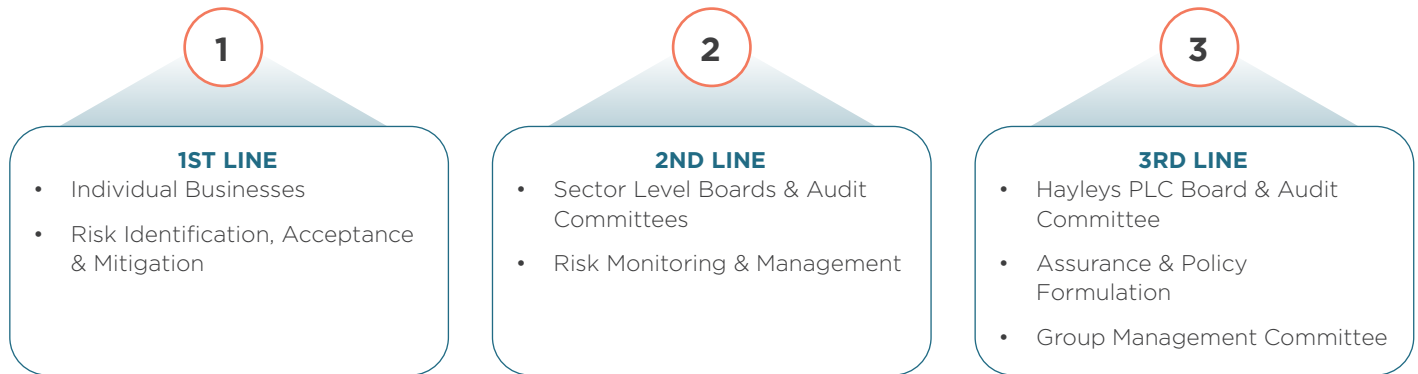 1
2
3
1ST LINE
• Individual Businesses
• Risk Identification, Acceptance
& Mitigation
2ND LINE
• Sector Level Boards & Audit
Committees
• Risk Monitoring & Management
3RD LINE
• Hayleys PLC Board & Audit
Committee
• Assurance & Policy
Formulation
• Group Management Committee